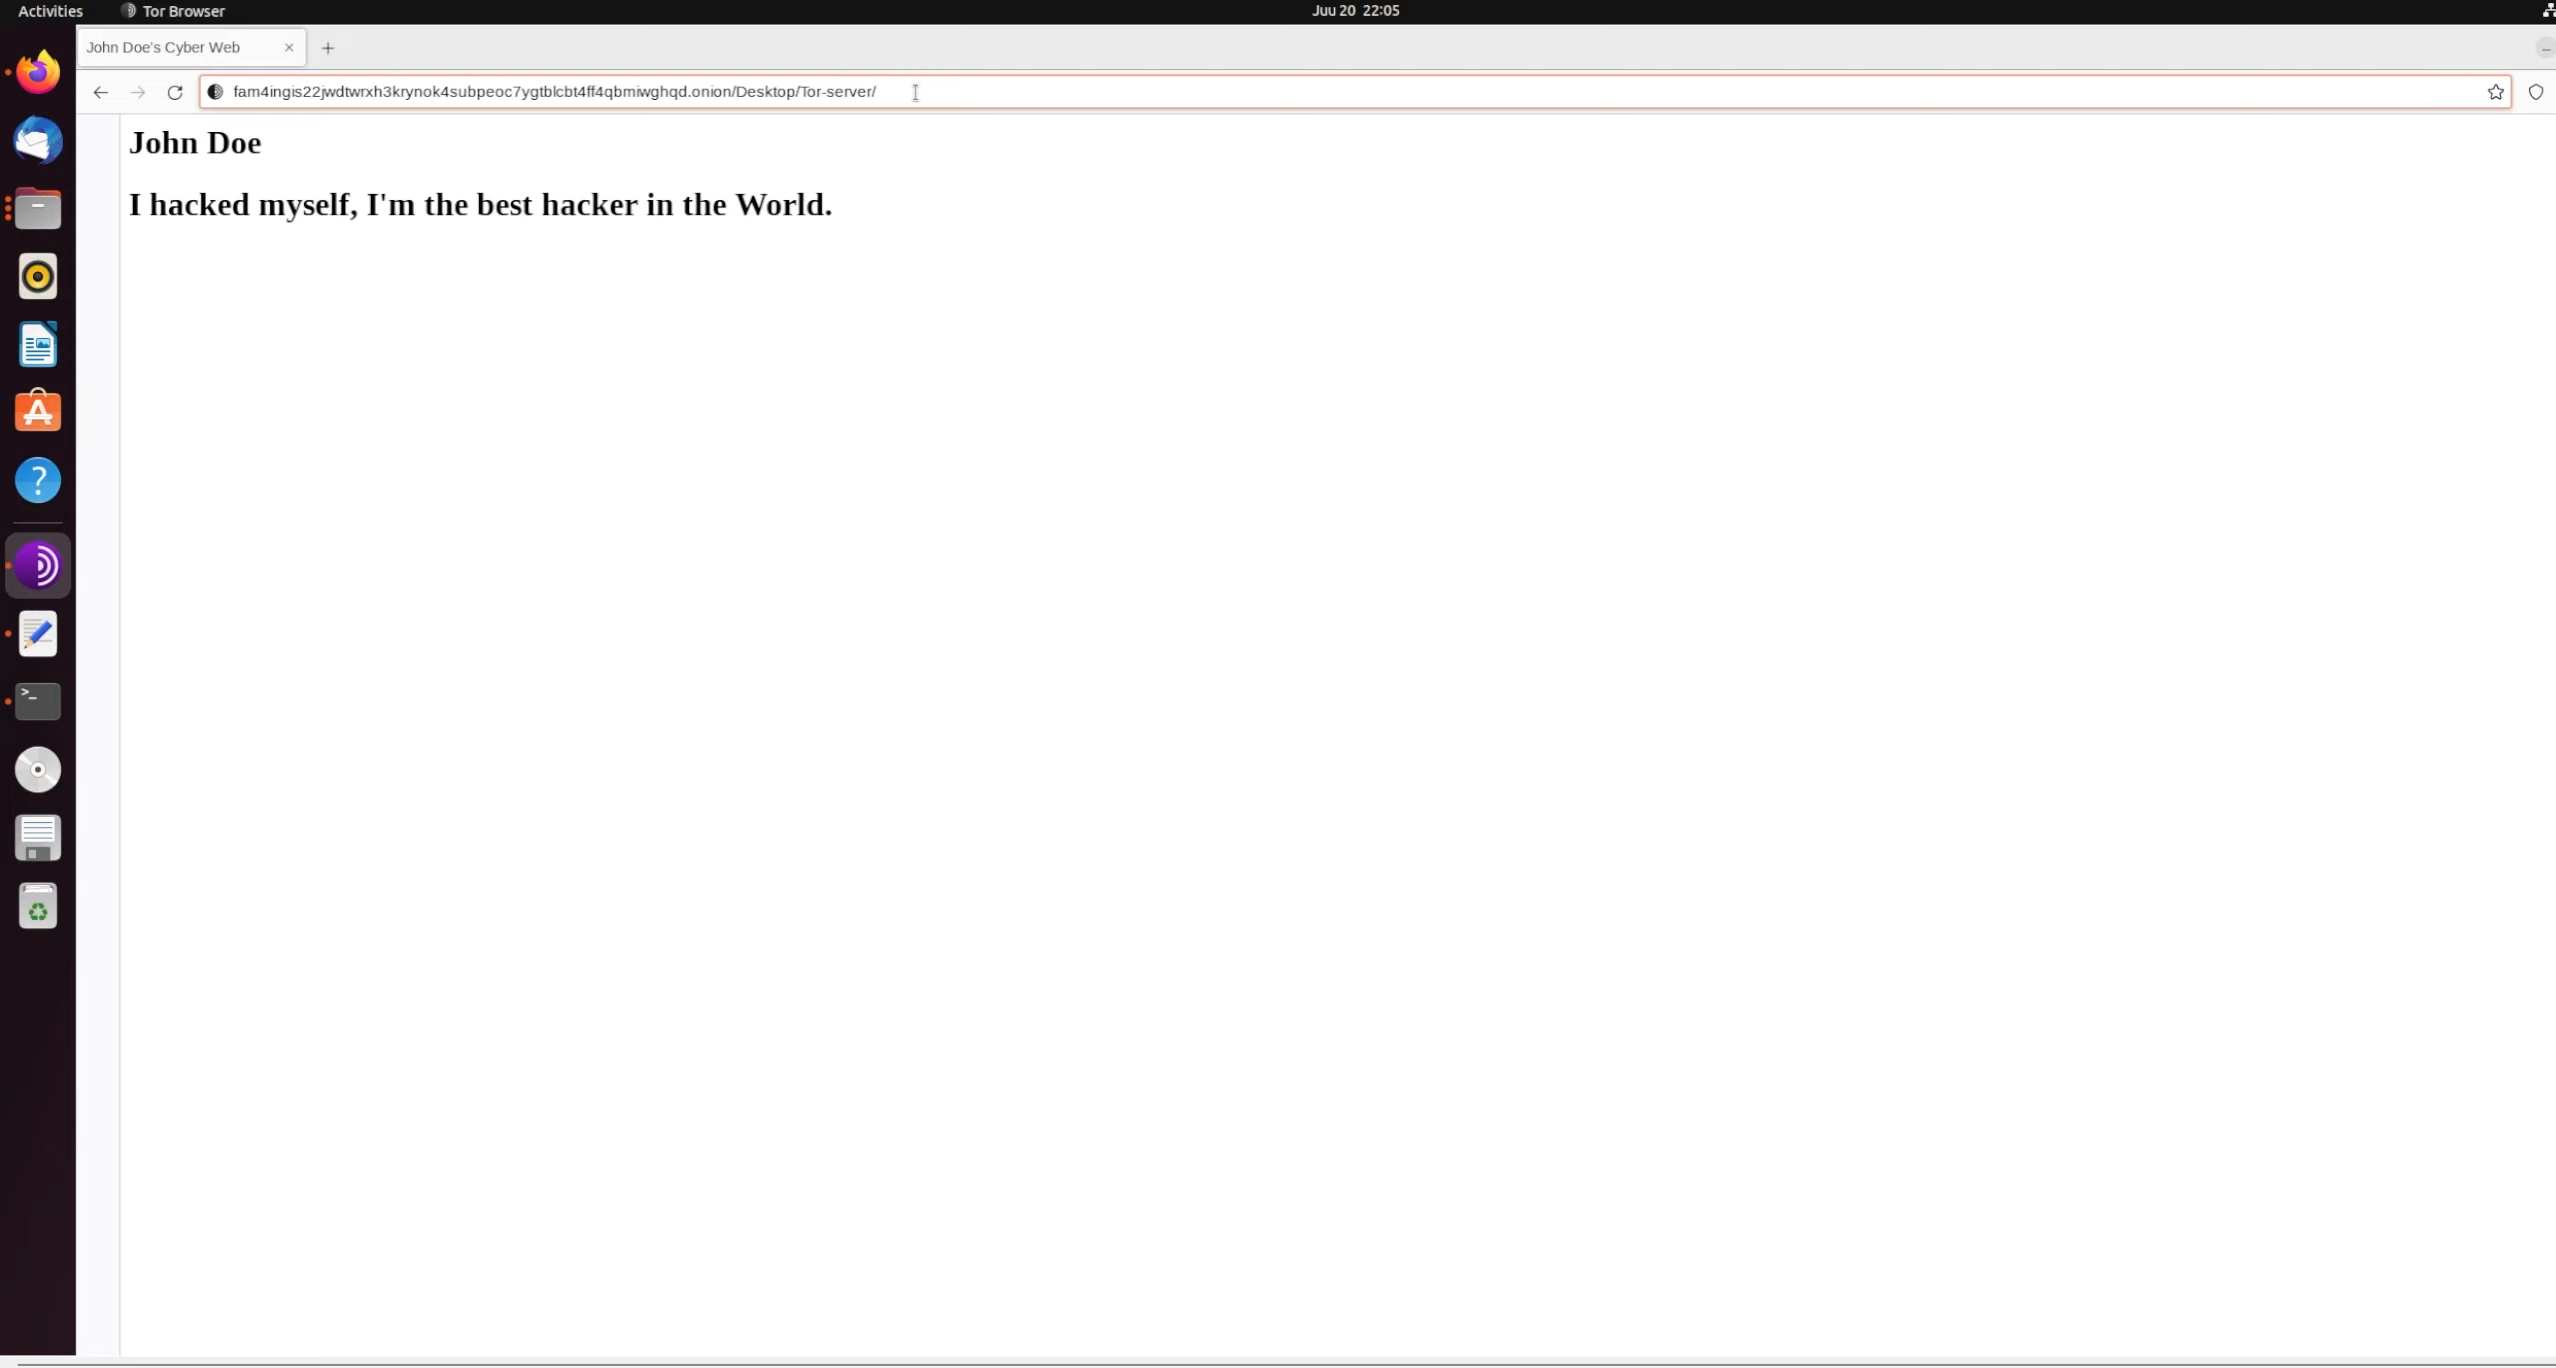 Activities Tor Browser Juu 20 22:05
John Doe's Cyber Web
fam4ingis22jwdtwrxh3krynok4subpeoc7ygtblcbt4ff4qbmiwghqd.onion/Desktop/Tor-server/
John Doe
I hacked myself, I'm the best hacker in the World.